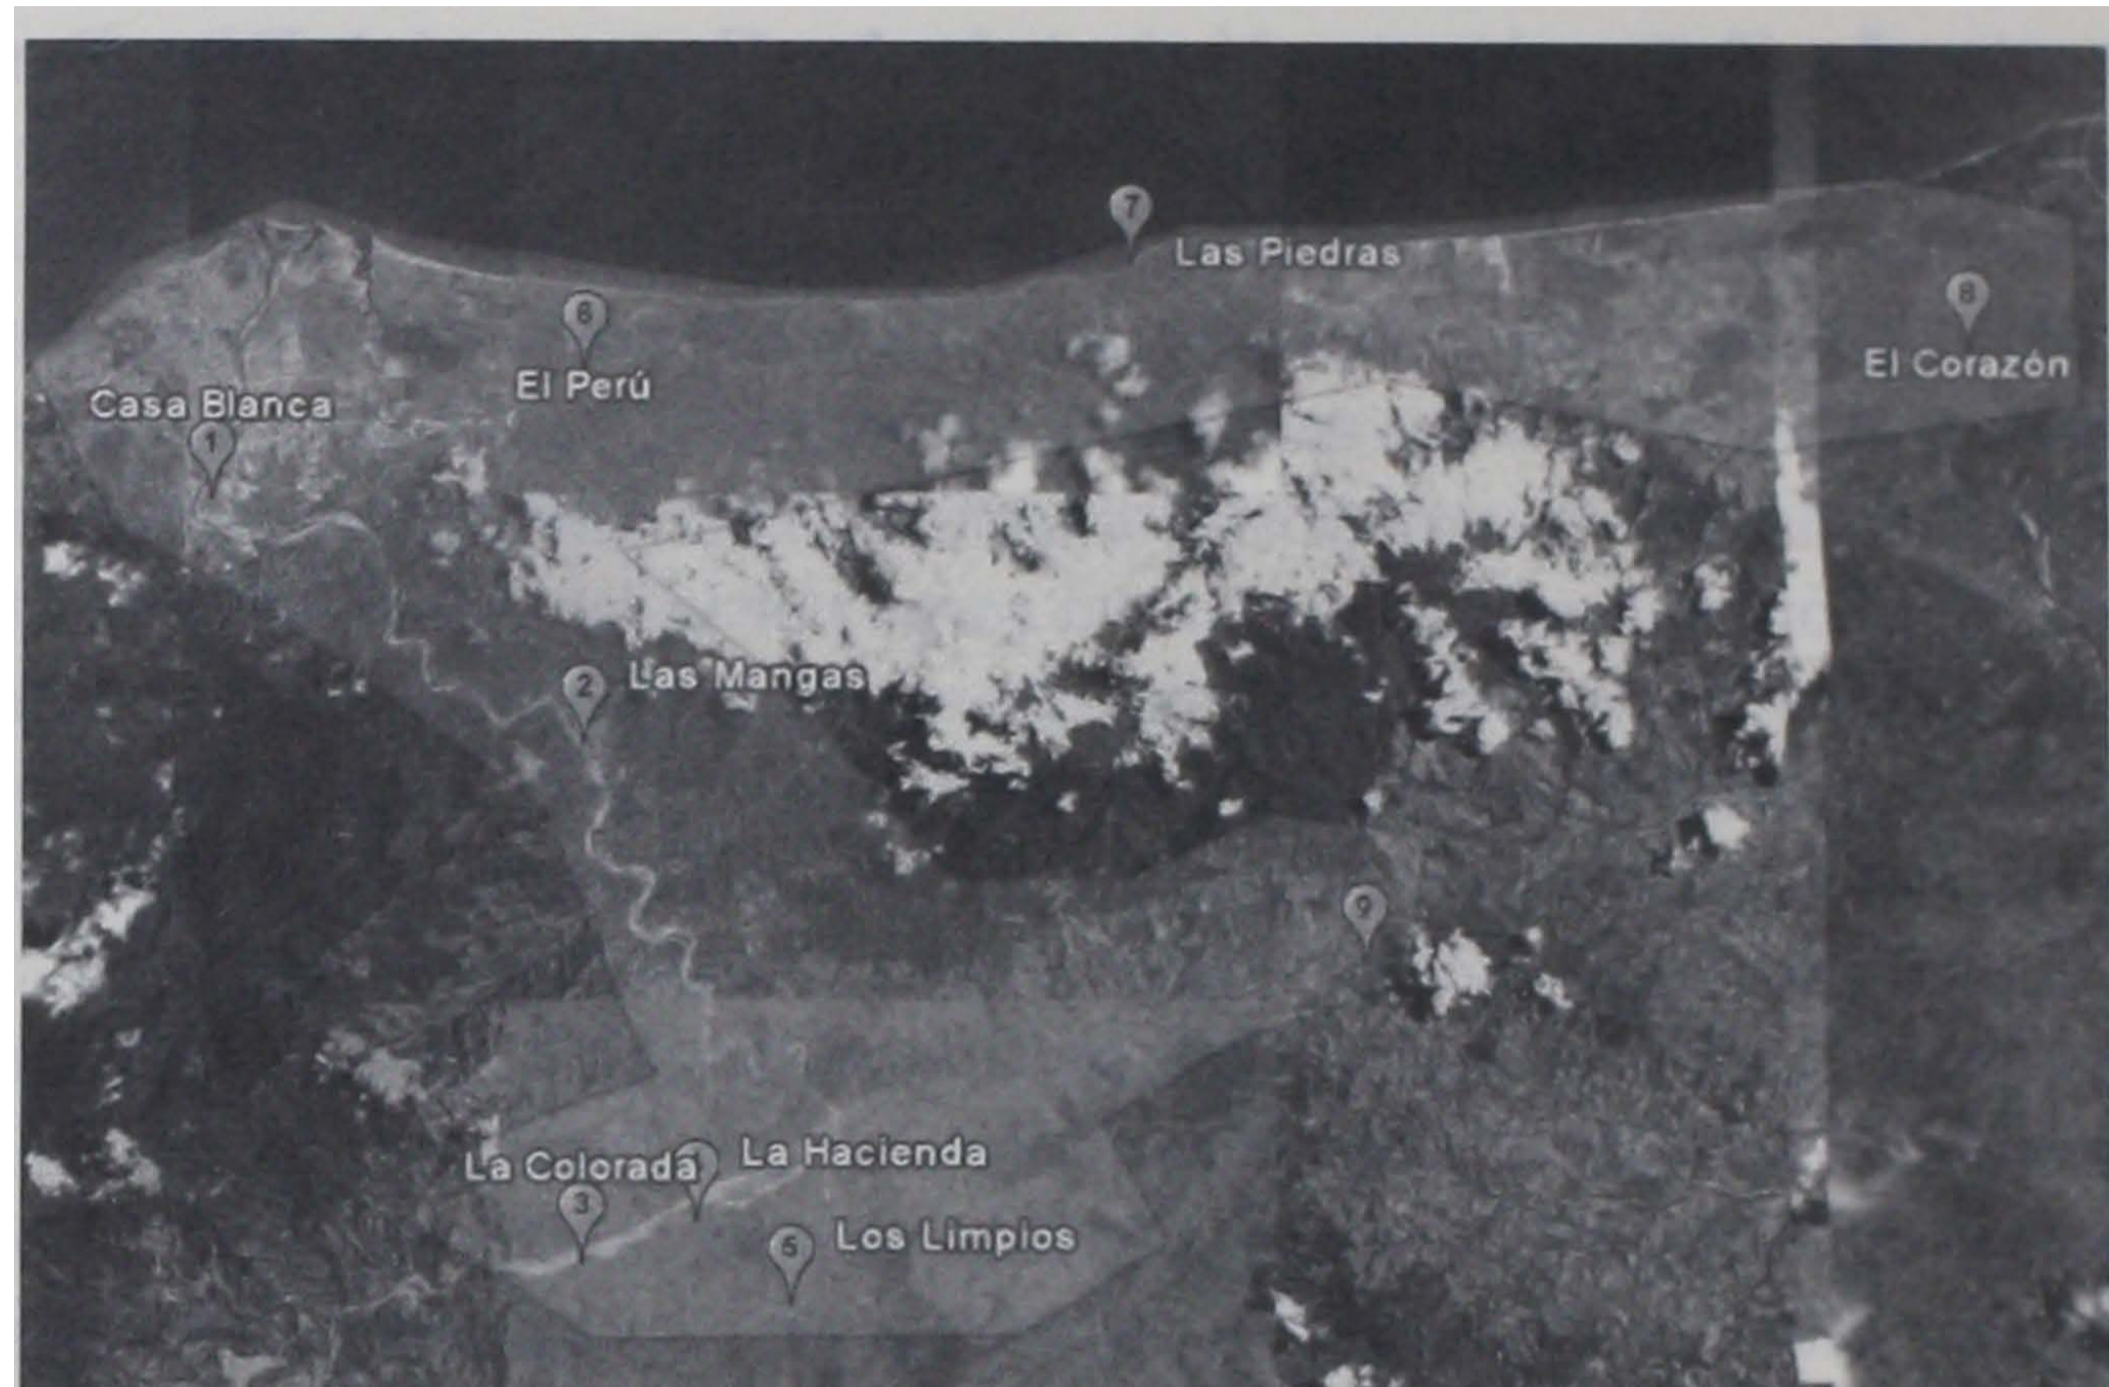 7
Las Piedras
8
El Corazón
6
El Perú
Casa Blanca
1
2
Las Mangas
9
La Colorada
La Hacienda
3
5
Los Limpios